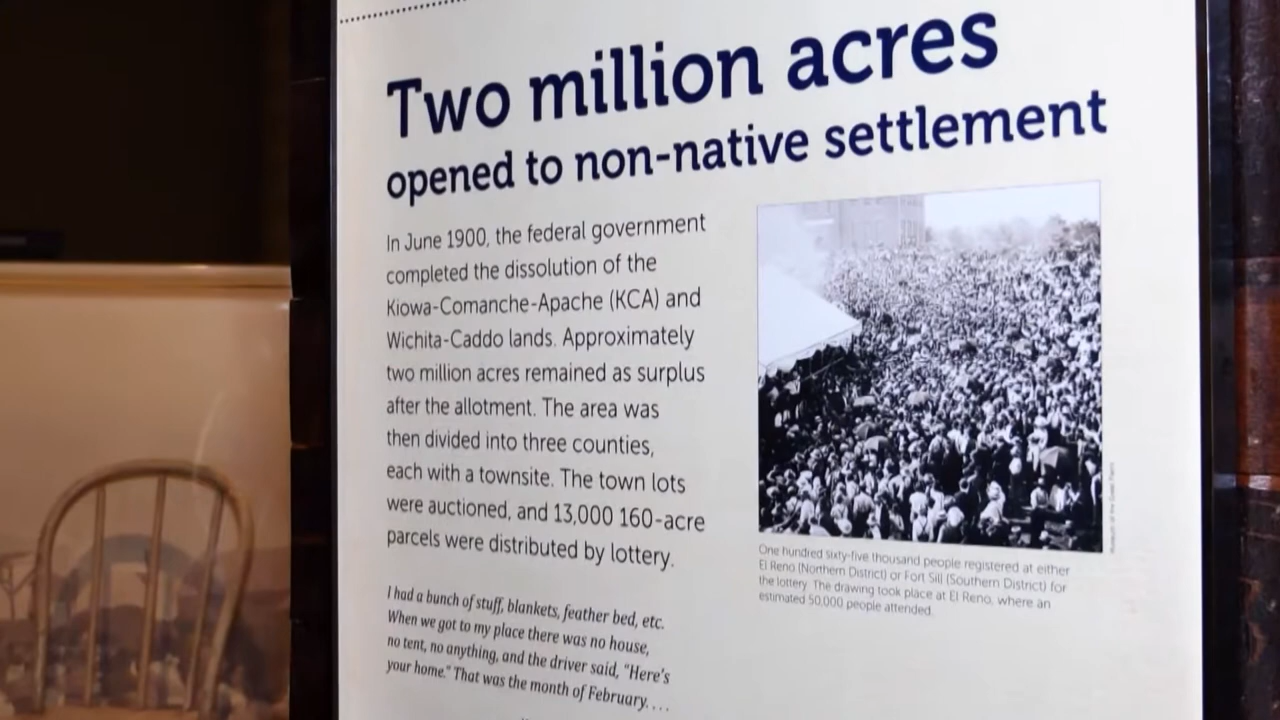 Two million acres
opened to non-native settlement
In June 1900, the federal government
completed the dissolution of the
Kiowa-Comanche-Apache (KCA) and
Wichita-Caddo lands. Approximately
two million acres remained as surplus
after the allotment. The area was
then divided into three counties,
each with a townsite. The town lots
were auctioned, and 13,000 160-acre
parcels were distributed by lottery.
I had a bunch of stuff, blankets, feather bed, etc.
When we got to my place there was no house,
no tent, no anything, and the driver said, "Here's
your home." That was the month of February. . . .
One hundred sixty-five thousand people registered at either
El Reno (Northern District) or Fort Sill (Southern District) for
the lottery. The drawing took place at El Reno, where an
estimated 50,000 people attended.
Museum of the Great Plains